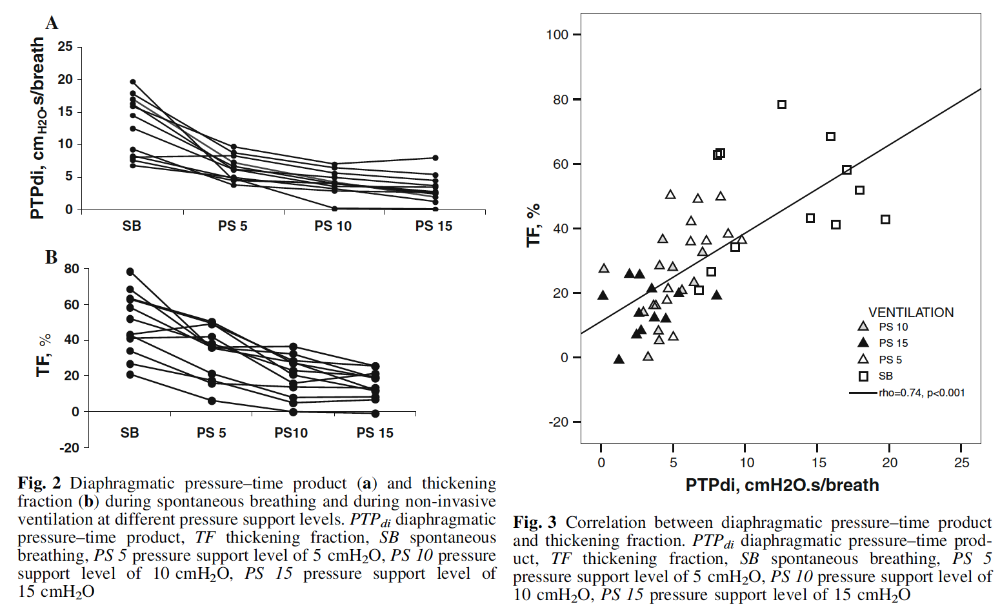 A
PTPdi, cmH2O·s/breath
25
20
15
10
5
0
SB PS 5 PS 10 PS 15
B
TF, %
80
60
40
20
0
-20
SB PS 5 PS10 PS 15
Fig. 2 Diaphragmatic pressure–time product (a) and thickening
fraction (b) during spontaneous breathing and during non-invasive
ventilation at different pressure support levels. PTPdi diaphragmatic
pressure–time product, TF thickening fraction, SB spontaneous
breathing, PS 5 pressure support level of 5 cmH2O, PS 10 pressure
support level of 10 cmH2O, PS 15 pressure support level of
15 cmH2O
TF, %
100
80
60
40
20
0
-20
VENTILATION
PS 10
PS 15
PS 5
SB
rho=0.74, p<0.001
0 5 10 15 20 25
PTPdi, cmH2O.s/breath
Fig. 3 Correlation between diaphragmatic pressure–time product
and thickening fraction. PTPdi diaphragmatic pressure–time prod-
uct, TF thickening fraction, SB spontaneous breathing, PS 5
pressure support level of 5 cmH2O, PS 10 pressure support level of
10 cmH2O, PS 15 pressure support level of 15 cmH2O